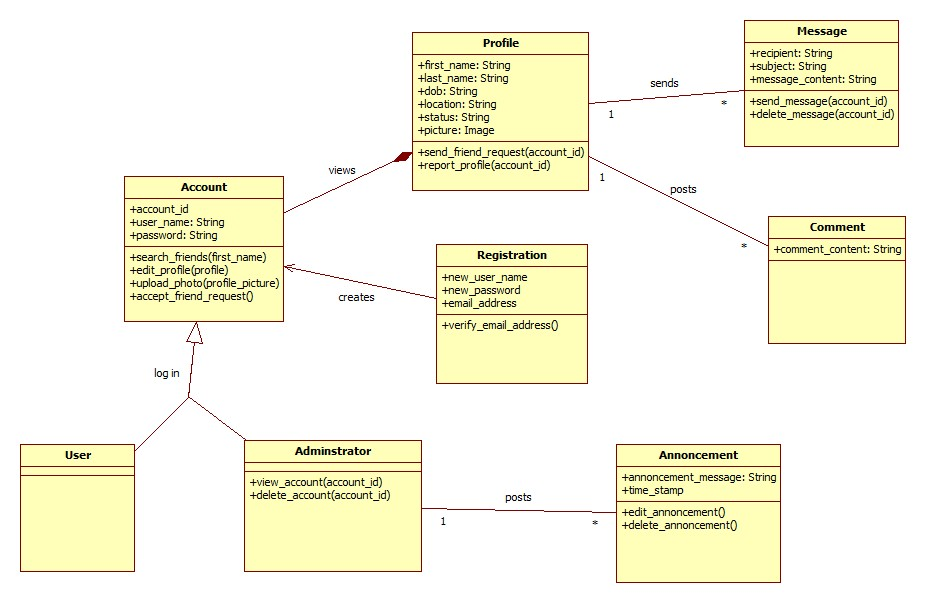 Profile
+first_name: String
+last_name: String
+dob: String
+location: String
+status: String
+picture: Image
+send_friend_request(account_id)
+report_profile(account_id)
Message
+recipient: String
+subject: String
+message_content: String
+send_message(account_id)
+delete_message(account_id)
sends
1
*
views
1
posts
*
Account
+account_id
+user_name: String
+password: String
+search_friends(first_name)
+edit_profile(profile)
+upload_photo(profile_picture)
+accept_friend_request()
Comment
+comment_content: String
Registration
+new_user_name
+new_password
+email_address
+verify_email_address()
creates
log in
User
Adminstrator
+view_account(account_id)
+delete_account(account_id)
posts
1
*
Annoncement
+annoncement_message: String
+time_stamp
+edit_annoncement()
+delete_annoncement()